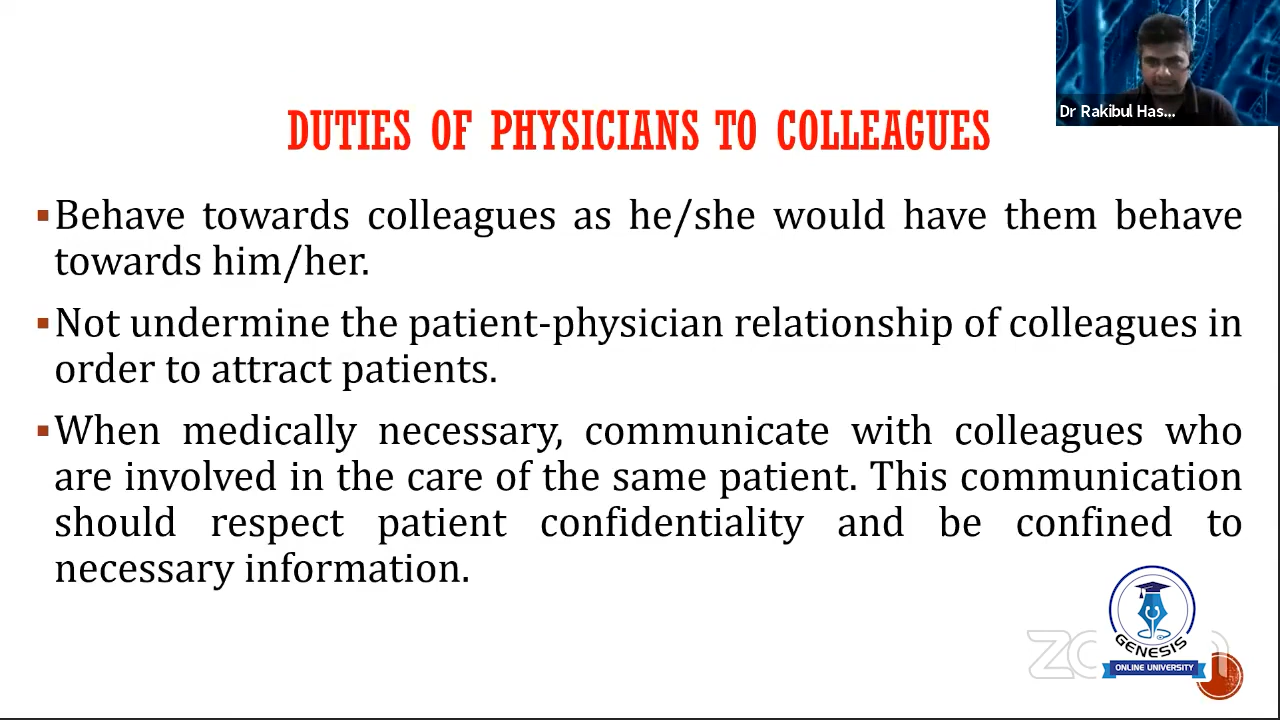 Dr Rakibul Has...
DUTIES OF PHYSICIANS TO COLLEAGUES
▪Behave towards colleagues as he/she would have them behave
towards him/her.
▪Not undermine the patient-physician relationship of colleagues in
order to attract patients.
▪When medically necessary, communicate with colleagues who
are involved in the care of the same patient. This communication
should respect patient confidentiality and be confined to
necessary information.
GENESIS
ONLINE UNIVERSITY